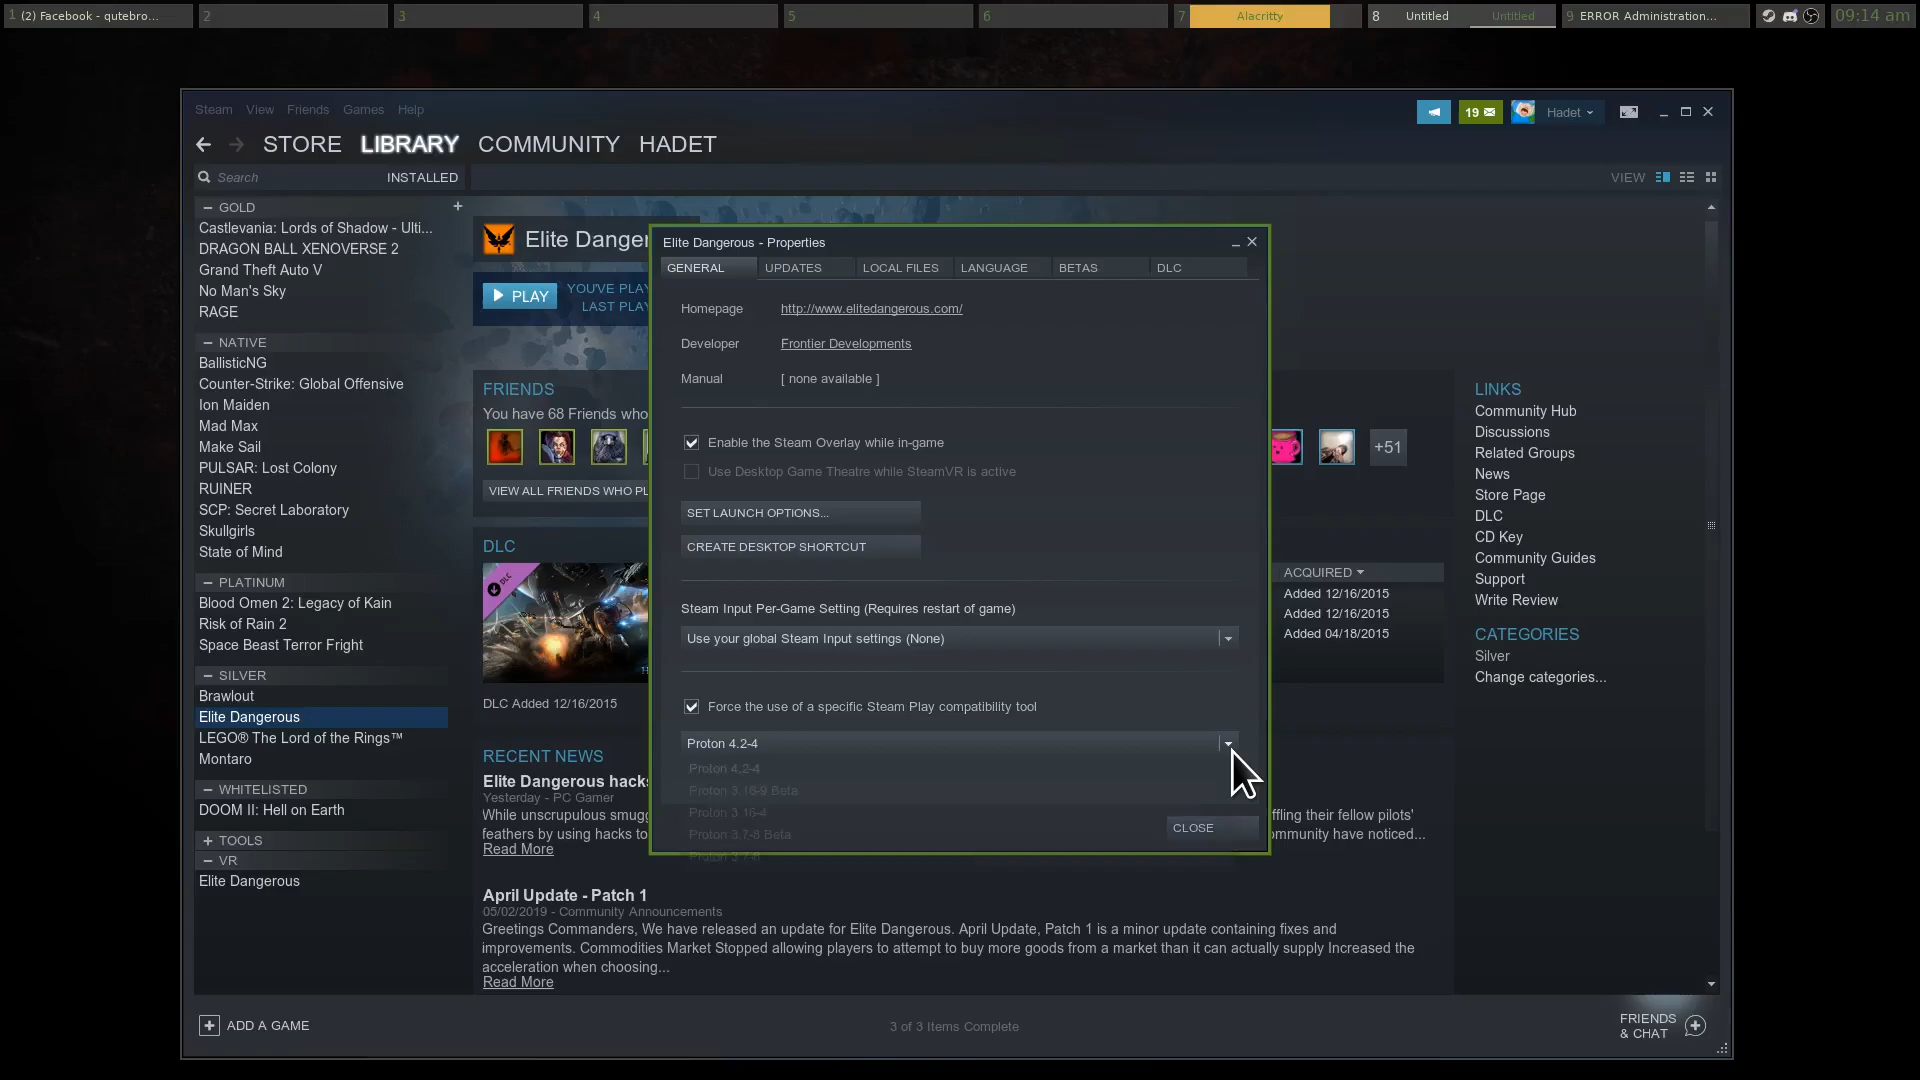 1 (2) Facebook - qutebro...
2
3
4
5
6
7 Alacritty
8 Untitled Untitled
9 ERROR Administration...
09:14 am
Steam View Friends Games Help
19
Hadet
STORE LIBRARY COMMUNITY HADET
Search INSTALLED
VIEW
GOLD
Castlevania: Lords of Shadow - Ulti...
DRAGON BALL XENOVERSE 2
Grand Theft Auto V
No Man's Sky
RAGE
NATIVE
BallisticNG
Counter-Strike: Global Offensive
Ion Maiden
Mad Max
Make Sail
PULSAR: Lost Colony
RUINER
SCP: Secret Laboratory
Skullgirls
State of Mind
PLATINUM
Blood Omen 2: Legacy of Kain
Risk of Rain 2
Space Beast Terror Fright
SILVER
Brawlout
Elite Dangerous
LEGO® The Lord of the Rings™
Montaro
WHITELISTED
DOOM II: Hell on Earth
TOOLS
VR
Elite Dangerous
Elite Danger
PLAY
YOU'VE PLAY
LAST PLAY
FRIENDS
You have 68 Friends who
+51
VIEW ALL FRIENDS WHO PL
DLC
DLC
DLC Added 12/16/2015
ACQUIRED
Added 12/16/2015
Added 12/16/2015
Added 04/18/2015
RECENT NEWS
Elite Dangerous hacks
Yesterday - PC Gamer
While unscrupulous smugg
ffling their fellow pilots'
feathers by using hacks to
ommunity have noticed...
Read More
April Update - Patch 1
05/02/2019 - Community Announcements
Greetings Commanders, We have released an update for Elite Dangerous. April Update, Patch 1 is a minor update containing fixes and
improvements. Commodities Market Stopped allowing players to attempt to buy more goods from a market than it can actually supply Increased the
acceleration when choosing...
Read More
Elite Dangerous - Properties
GENERAL UPDATES LOCAL FILES LANGUAGE BETAS DLC
Homepage http://www.elitedangerous.com/
Developer Frontier Developments
Manual [ none available ]
Enable the Steam Overlay while in-game
Use Desktop Game Theatre while SteamVR is active
SET LAUNCH OPTIONS...
CREATE DESKTOP SHORTCUT
Steam Input Per-Game Setting (Requires restart of game)
Use your global Steam Input settings (None)
Force the use of a specific Steam Play compatibility tool
Proton 4.2-4
Proton 4.2-4
Proton 3.16-9 Beta
Proton 3.16-4
Proton 3.7-8 Beta
Proton 3.7-8
CLOSE
LINKS
Community Hub
Discussions
Related Groups
News
Store Page
DLC
CD Key
Community Guides
Support
Write Review
CATEGORIES
Silver
Change categories...
ADD A GAME
3 of 3 Items Complete
FRIENDS
& CHAT